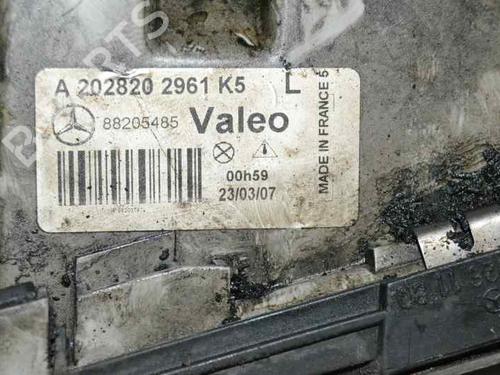 A 202820 2961 K5 L
88205485 Valeo
00h59
23/03/07
MADE IN FRANCE 5